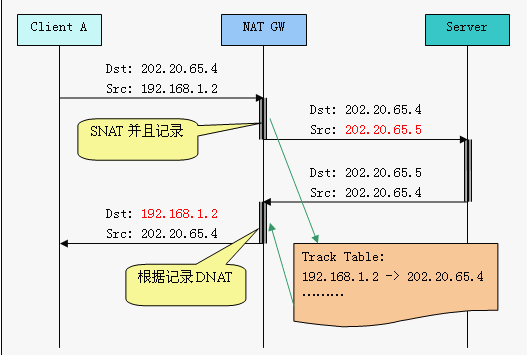 Client A
NAT GW
Server
Dst: 202.20.65.4
Src: 192.168.1.2
SNAT 并且记录
Dst: 202.20.65.4
Src: 202.20.65.5
Dst: 202.20.65.5
Src: 202.20.65.4
Dst: 192.168.1.2
Src: 202.20.65.4
根据记录DNAT
Track Table:
192.168.1.2 -> 202.20.65.4
………